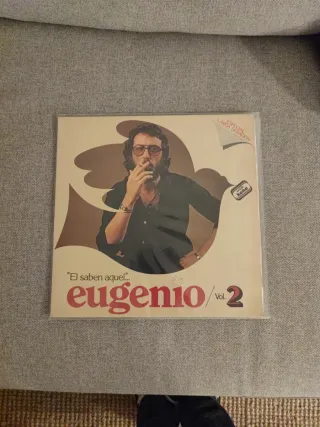 "El saben aquel...
eugenio/Vol. 2